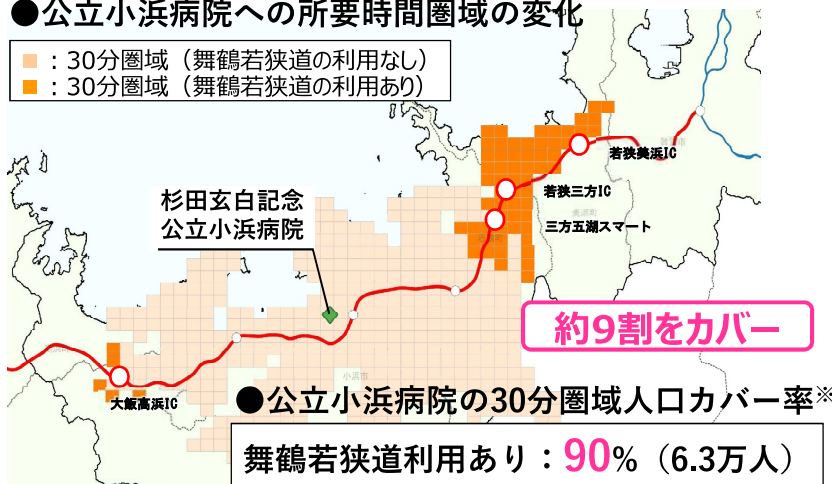 ●公立小浜病院への所要時間圏域の変化
：30分圏域（舞鶴若狭道の利用なし）
：30分圏域（舞鶴若狭道の利用あり）
若狭美浜IC
若狭三方IC
三方五湖スマート
杉田玄白記念
公立小浜病院
約9割をカバー
小浜市
大飯高浜IC
●公立小浜病院の30分圏域人口カバー率※
舞鶴若狭道利用あり：90%（6.3万人）